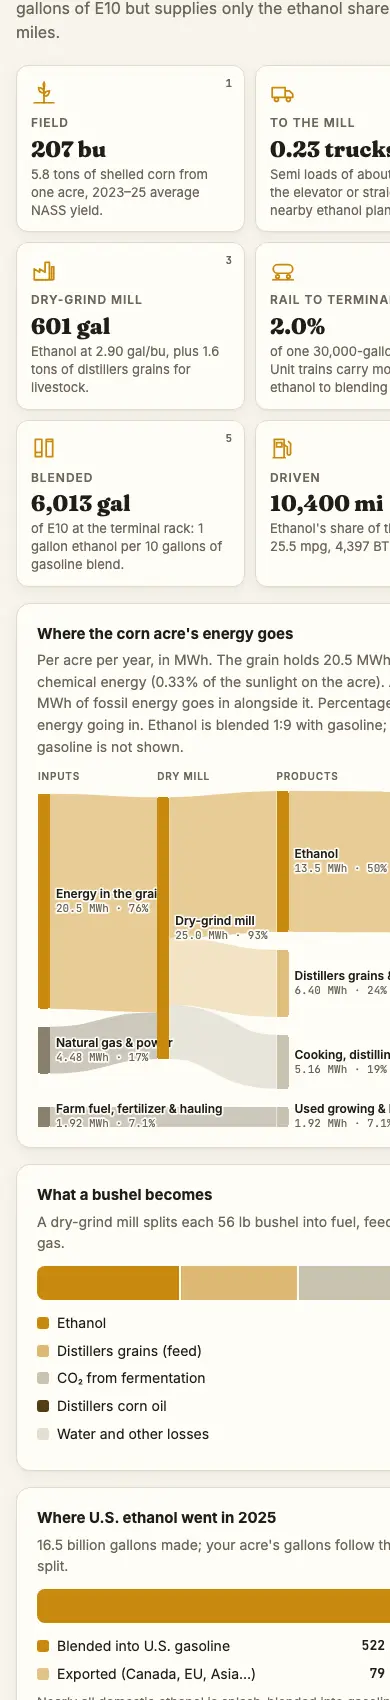 gallons of E10 but supplies only the ethanol share
miles.
1
FIELD
207 bu
5.8 tons of shelled corn from
one acre, 2023–25 average
NASS yield.
TO THE MILL
0.23 trucks
Semi loads of about
the elevator or strai
nearby ethanol plan
3
DRY-GRIND MILL
601 gal
Ethanol at 2.90 gal/bu, plus 1.6
tons of distillers grains for
livestock.
RAIL TO TERMINAL
2.0%
of one 30,000-gallo
Unit trains carry mo
ethanol to blending
5
BLENDED
6,013 gal
of E10 at the terminal rack: 1
gallon ethanol per 10 gallons of
gasoline blend.
DRIVEN
10,400 mi
Ethanol's share of th
25.5 mpg, 4,397 BT
Where the corn acre's energy goes
Per acre per year, in MWh. The grain holds 20.5 MWh
chemical energy (0.33% of the sunlight on the acre).
MWh of fossil energy goes in alongside it. Percentage
energy going in. Ethanol is blended 1:9 with gasoline;
gasoline is not shown.
INPUTS DRY MILL PRODUCTS
Ethanol
13.5 MWh · 50%
Energy in the grai
20.5 MWh · 76%
Dry-grind mill
25.0 MWh · 93%
Distillers grains &
6.40 MWh · 24%
Natural gas & power
4.48 MWh · 17%
Cooking, distillin
5.16 MWh · 19%
Farm fuel, fertilizer & hauling
1.92 MWh · 7.1%
Used growing &
1.92 MWh · 7.1%
What a bushel becomes
A dry-grind mill splits each 56 lb bushel into fuel, feed
gas.
Ethanol
Distillers grains (feed)
CO₂ from fermentation
Distillers corn oil
Water and other losses
Where U.S. ethanol went in 2025
16.5 billion gallons made; your acre's gallons follow th
split.
Blended into U.S. gasoline 522
Exported (Canada, EU, Asia…) 79